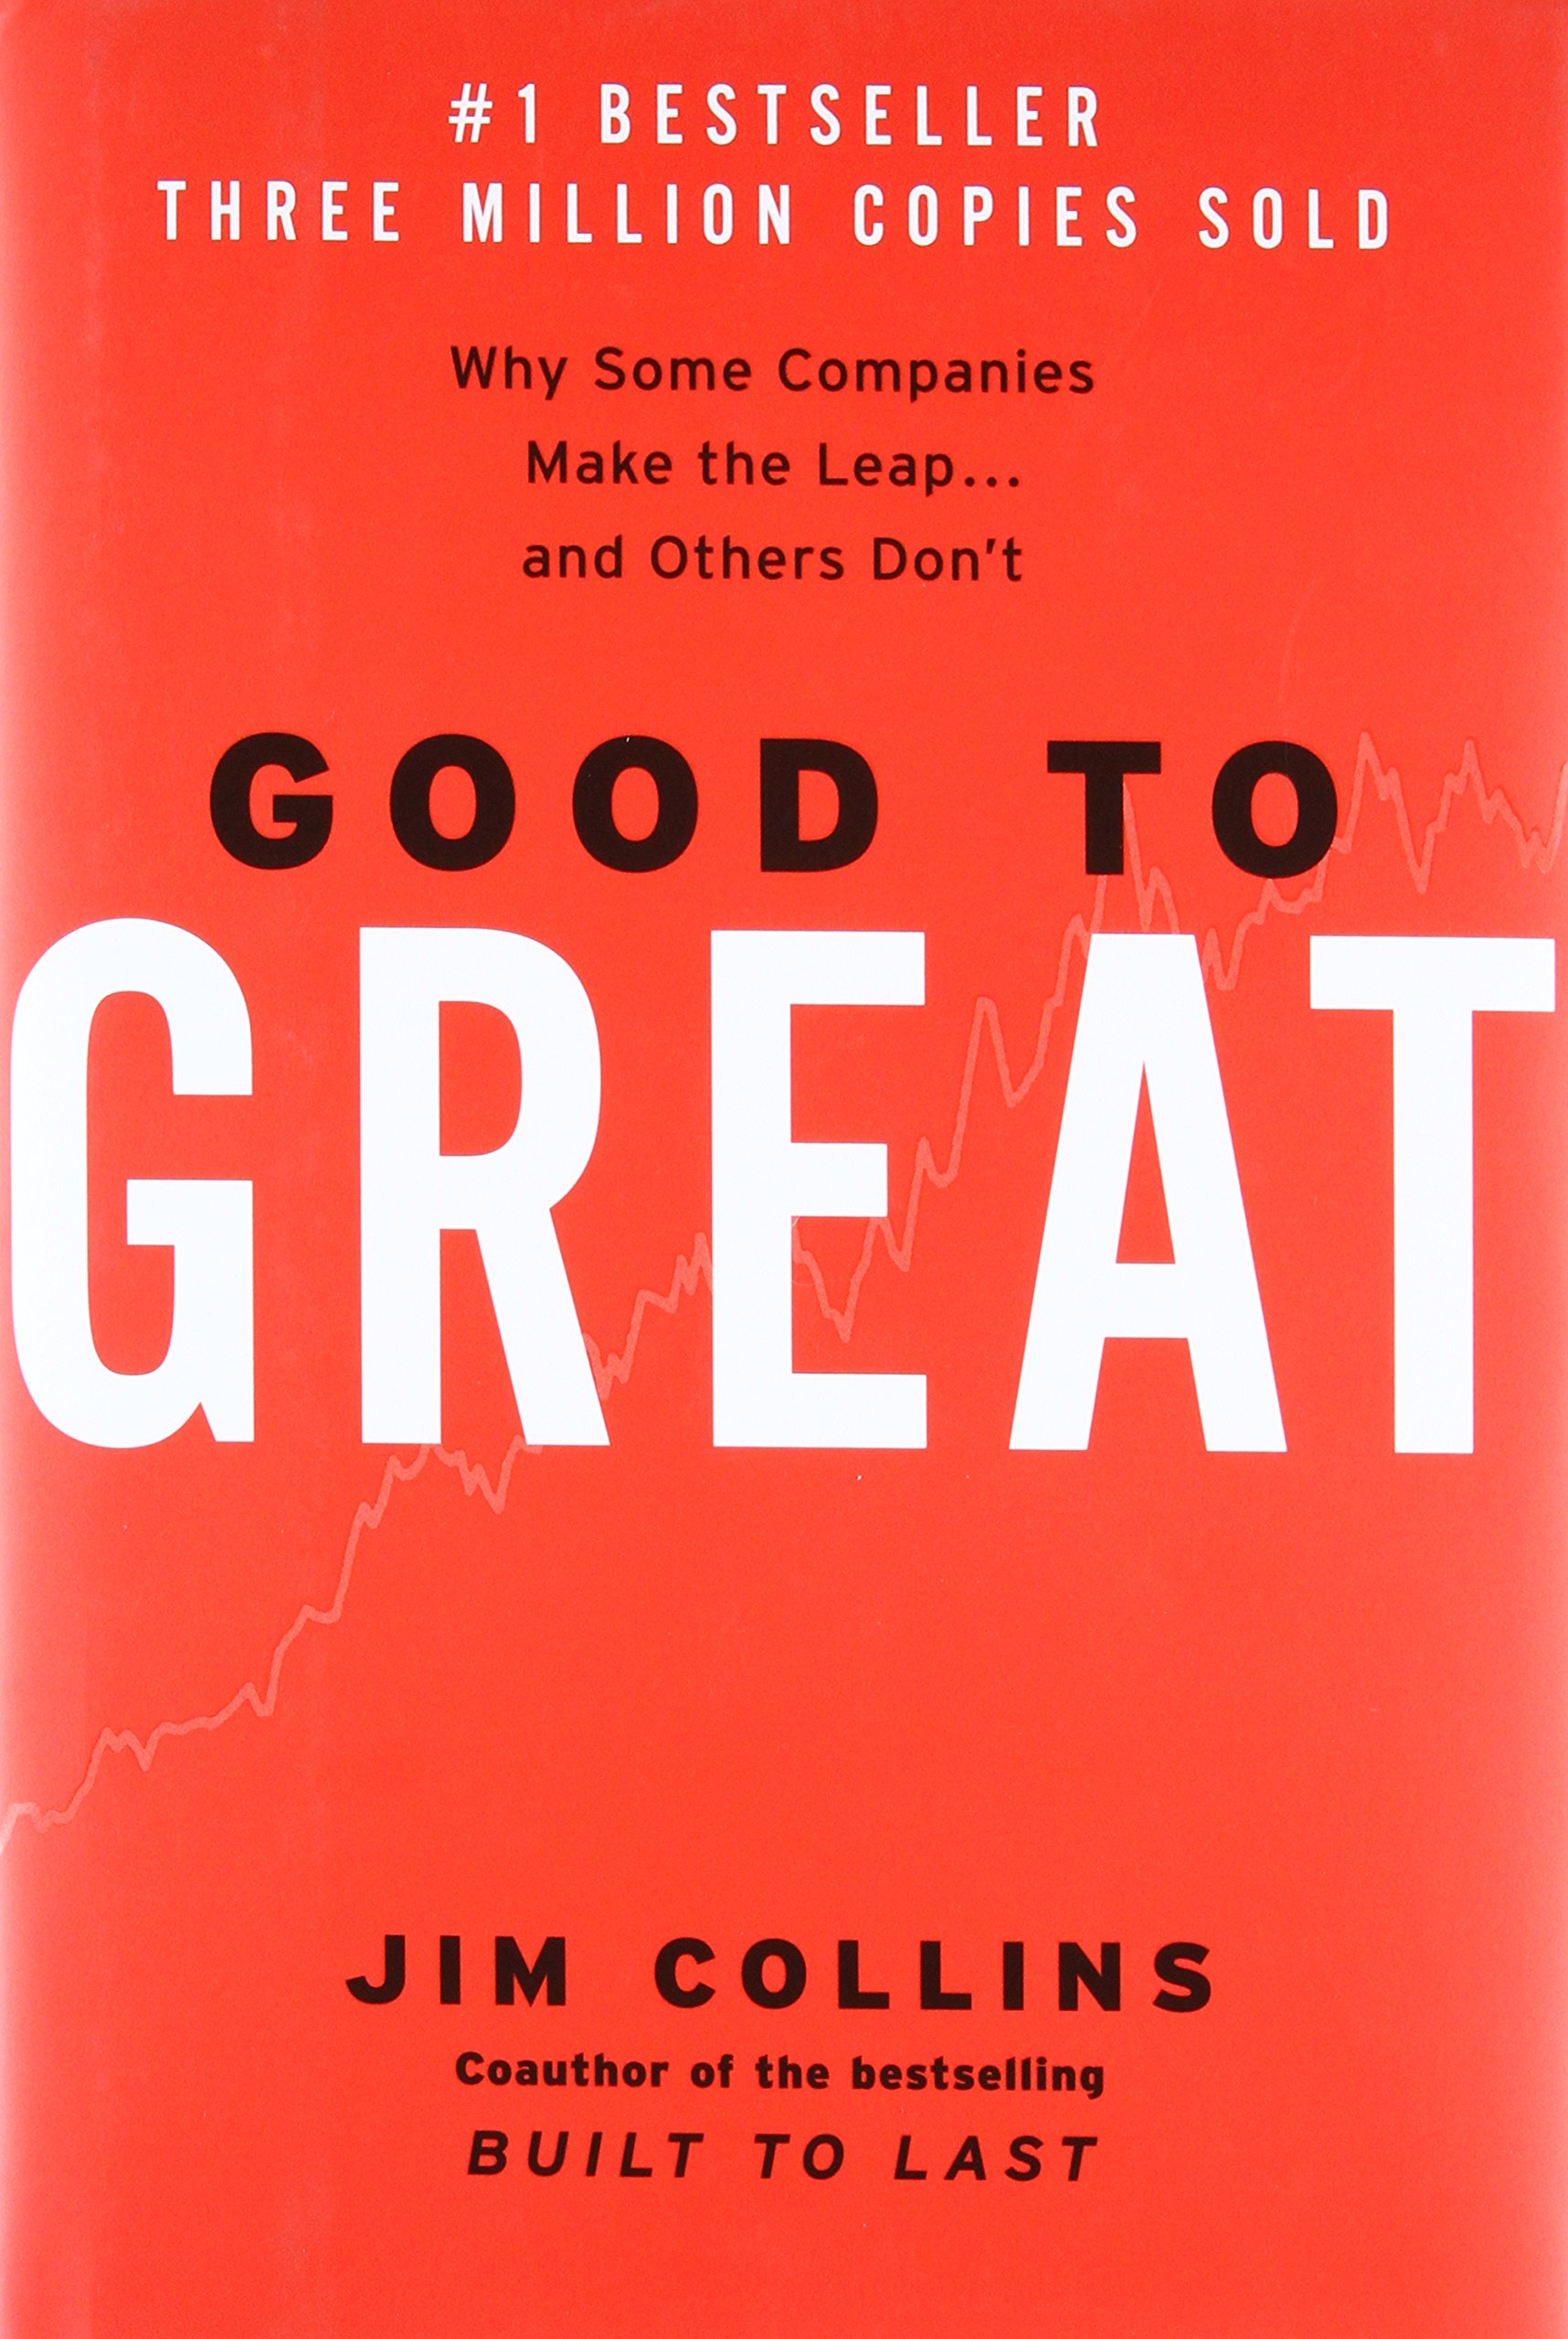 #1 BESTSELLER
THREE MILLION COPIES SOLD
Why Some Companies
Make the Leap...
and Others Don't
GOOD TO
GREAT
JIM COLLINS
Coauthor of the bestselling
BUILT TO LAST